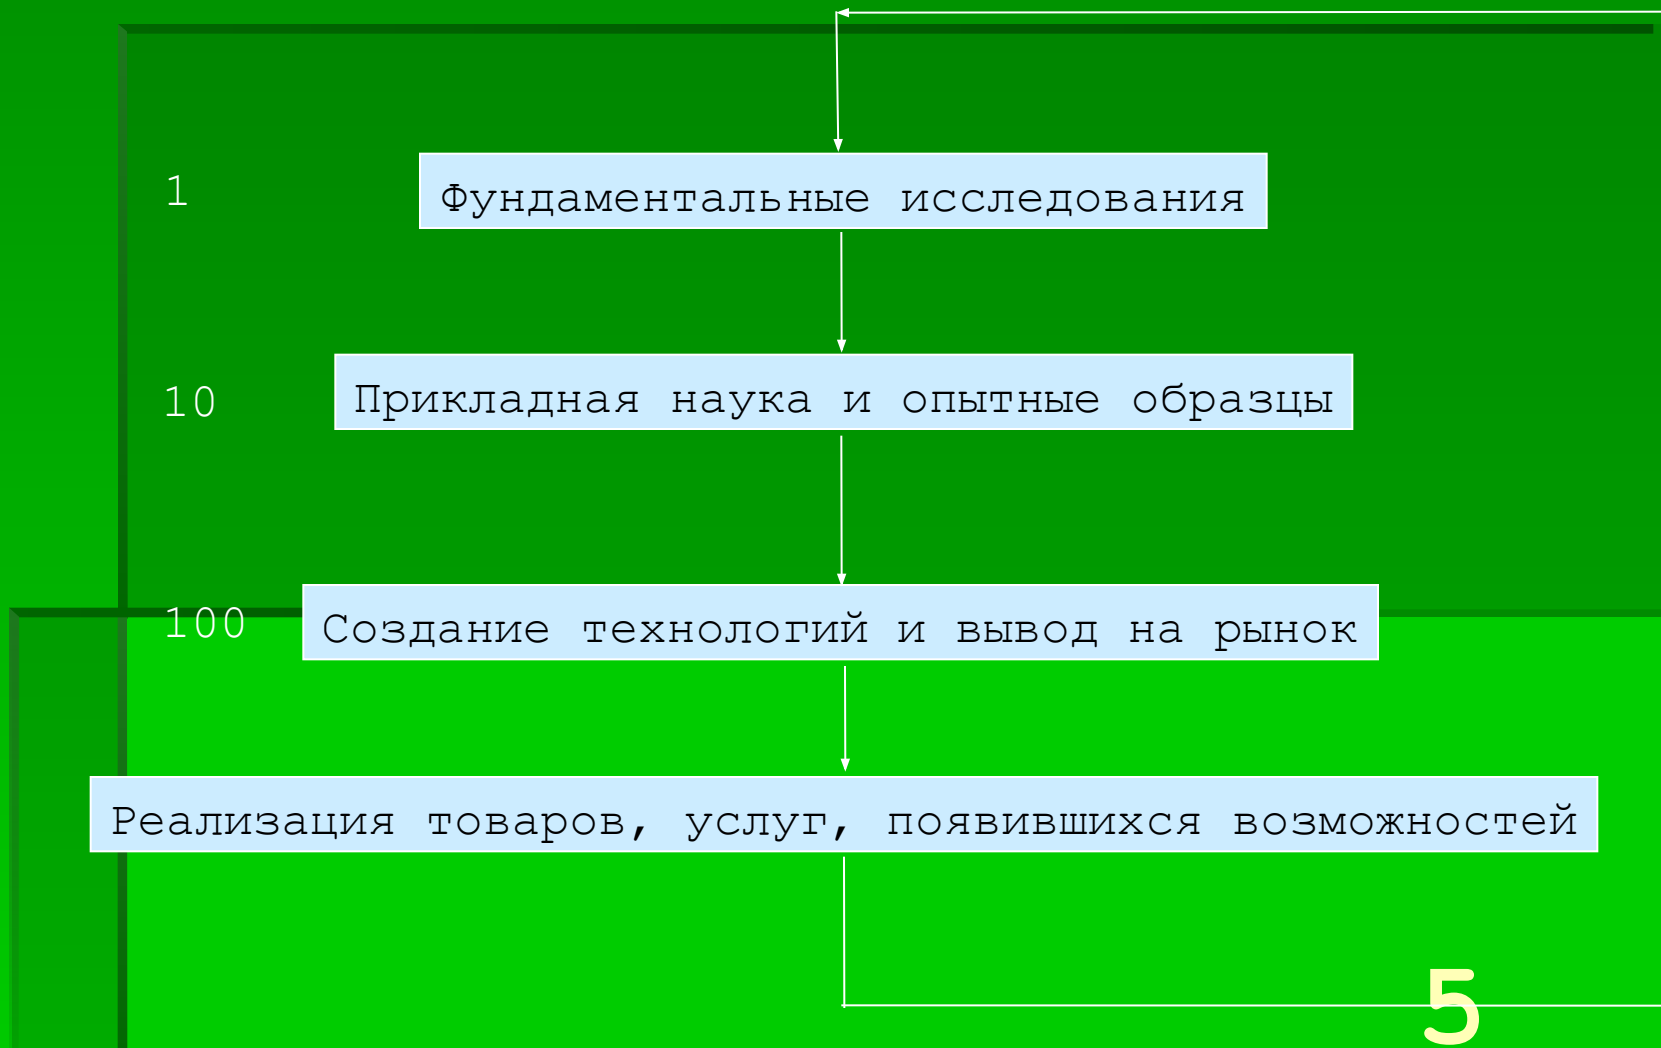 1
Фундаментальные исследования
10
Прикладная наука и опытные образцы
100
Создание технологий и вывод на рынок
Реализация товаров, услуг, появившихся возможностей
5